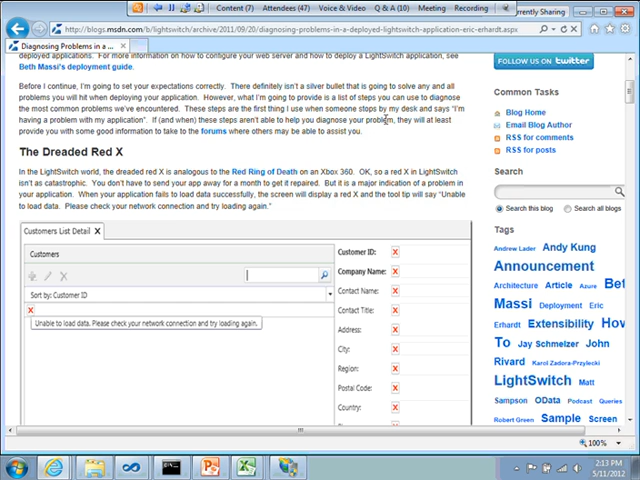 Content (7) Attendees (47) Voice & Video Q & A (10) Meeting Recording
Currently Sharing
http://blogs.msdn.com/b/lightswitch/archive/2011/09/20/diagnosing-problems-in-a-deployed-lightswitch-application-eric-erhardt.aspx
Diagnosing Problems in a ...
deployed applications. For more information on how to configure your web server and how to deploy a LightSwitch application, see
Beth Massi's deployment guide.
Before I continue, I'm going to set your expectations correctly. There definitely isn't a silver bullet that is going to solve any and all
problems you will hit when deploying your application. However, what I'm going to provide is a list of steps you can use to diagnose
the most common problems we've encountered. These steps are the first thing I use when someone stops by my desk and says "I'm
having a problem with my application". If (and when) these steps aren't able to help you diagnose your problem, they will at least
provide you with some good information to take to the forums where others may be able to assist you.
The Dreaded Red X
In the LightSwitch world, the dreaded red X is analogous to the Red Ring of Death on an Xbox 360. OK, so a red X in LightSwitch
isn't as catastrophic. You don't have to send your app away for a month to get it repaired. But it is a major indication of a problem in
your application. When your application fails to load data successfully, the screen will display a red X and the tool tip will say "Unable
to load data. Please check your network connection and try loading again."
Customers List Detail X
Customers
Sort by: Customer ID
X
Unable to load data. Please check your network connection and try loading again.
Customer ID: X
Company Name: X
Contact Name: X
Contact Title: X
Address: X
City: X
Region: X
Postal Code: X
Country: X
FOLLOW US ON twitter
Common Tasks
Blog Home
Email Blog Author
RSS for comments
RSS for posts
Search
Search this blog Search all blogs
Tags
Andrew Lader Andy Kung
Announcement
Architecture Article Azure Bet
Massi Deployment Eric
Erhardt Extensibility How
To Jay Schmelzer John
Rivard Karol Zadora-Przylecki
LightSwitch Matt
Sampson OData Podcast Queries
Robert Green Sample Screen
100%
2:13 PM
5/11/2012